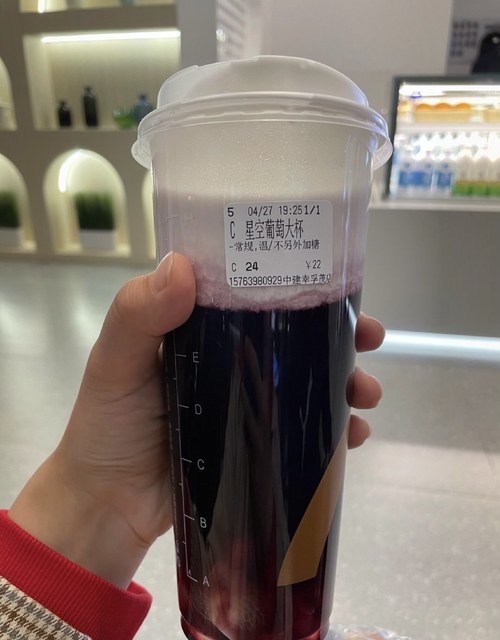 5 04/27 19:25 1/1
C 星空葡萄大杯
-常规,温/不另外加糖
C 24 ￥22
15763980929中建幸孚茂
E
D
C
B
A